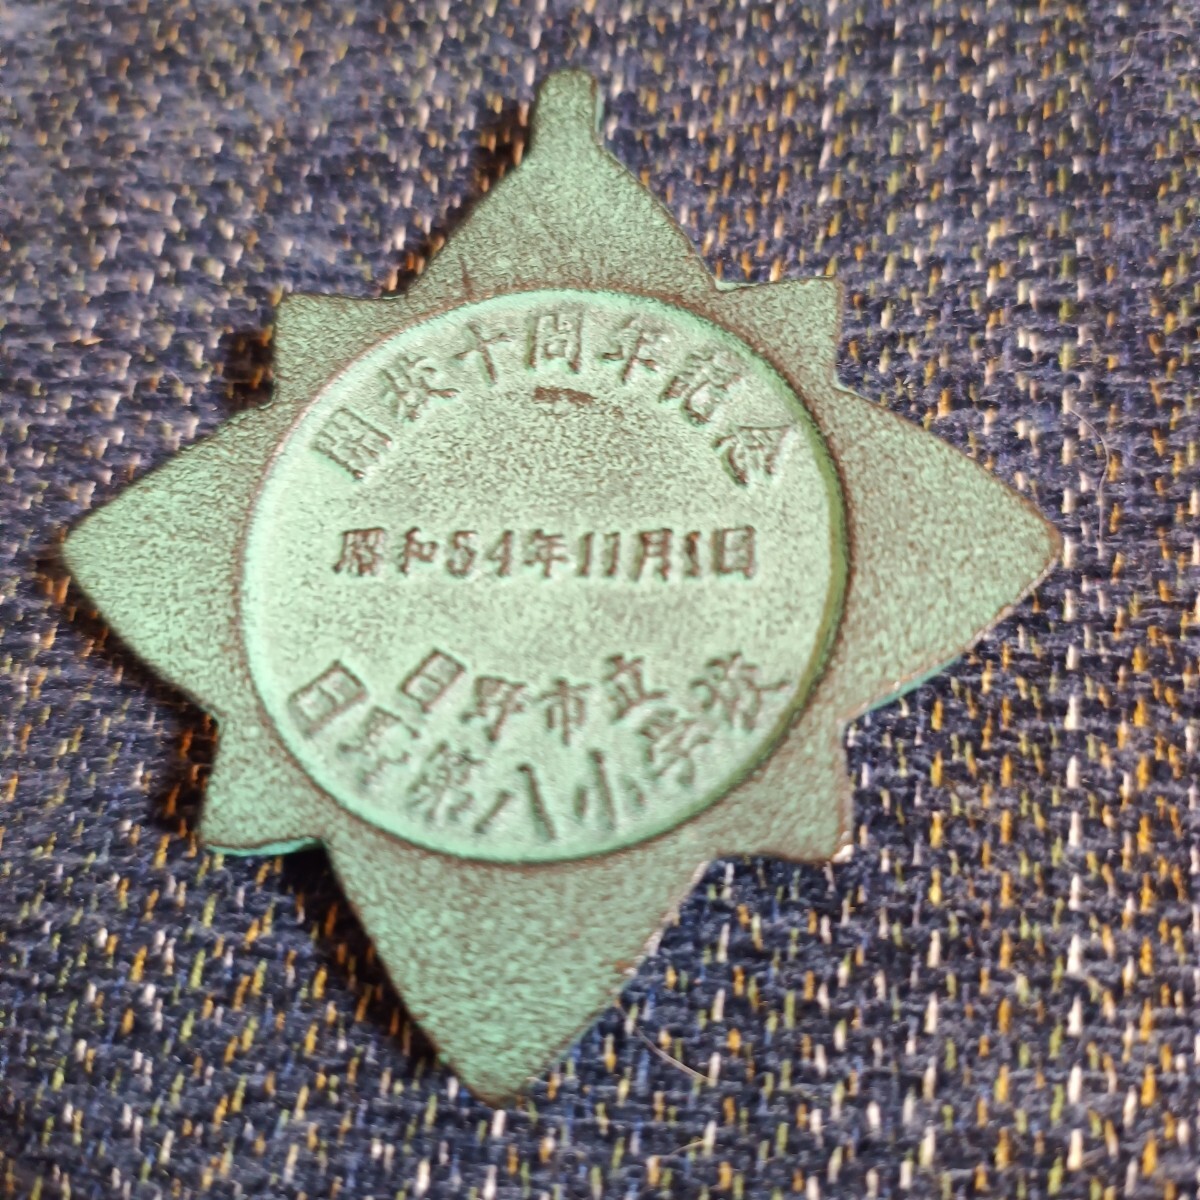 開校十周年記念
昭和54年11月1日
日野市立
日野第八小学校